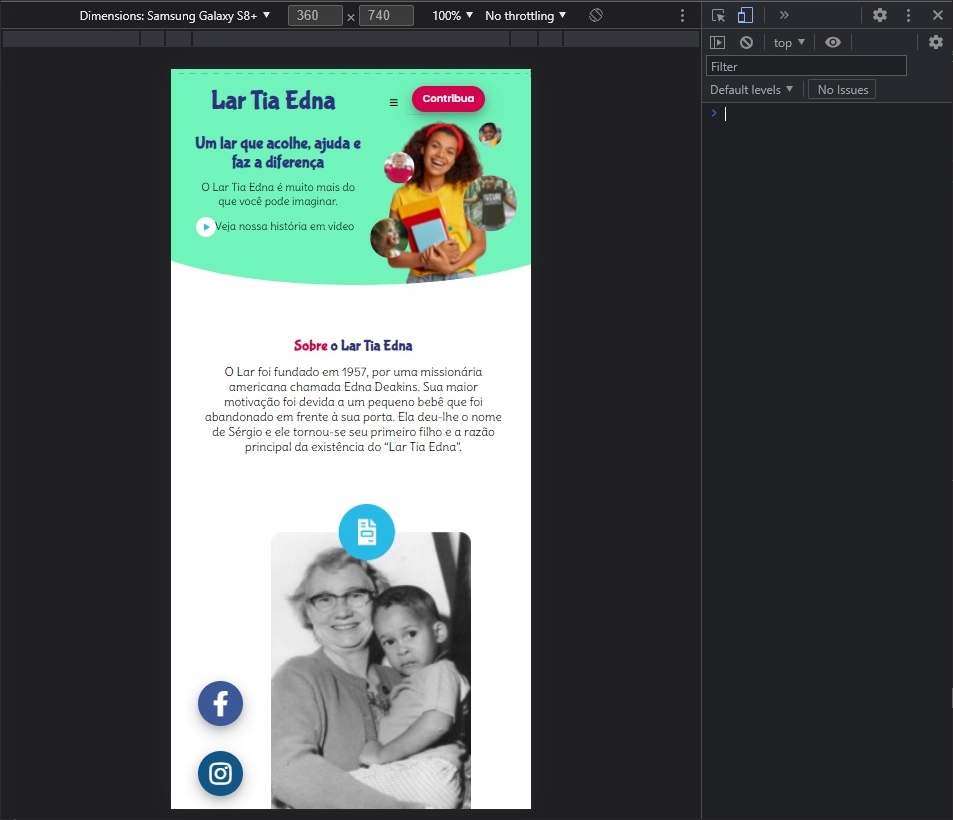 Dimensions: Samsung Galaxy S8+ ▼ 360 × 740 100% ▼ No throttling ▼
top ▼
Filter
Default levels ▼ No Issues
>
Lar Tia Edna
≡ Contribua
Um lar que acolhe, ajuda e
faz a diferença
O Lar Tia Edna é muito mais do
que você pode imaginar.
Veja nossa história em vídeo
Sobre o Lar Tia Edna
O Lar foi fundado em 1957, por uma missionária
americana chamada Edna Deakins. Sua maior
motivação foi devida a um pequeno bebê que foi
abandonado em frente à sua porta. Ela deu-lhe o nome
de Sérgio e ele tornou-se seu primeiro filho e a razão
principal da existência do “Lar Tia Edna”.